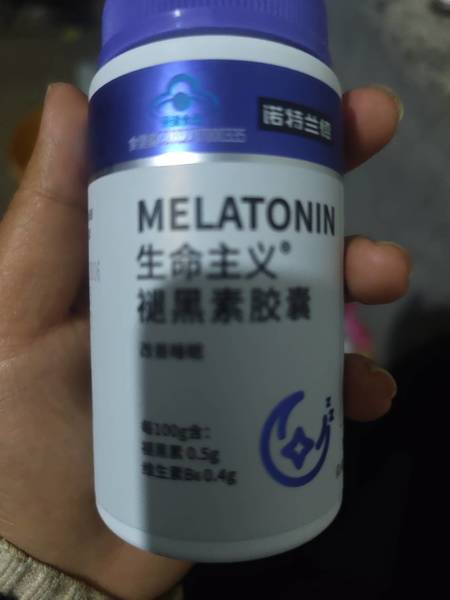 诺特兰德
MELATONIN
生命主义®
褪黑素胶囊
改善睡眠
每100g含：
褪黑素 0.5g
维生素B₆ 0.4g